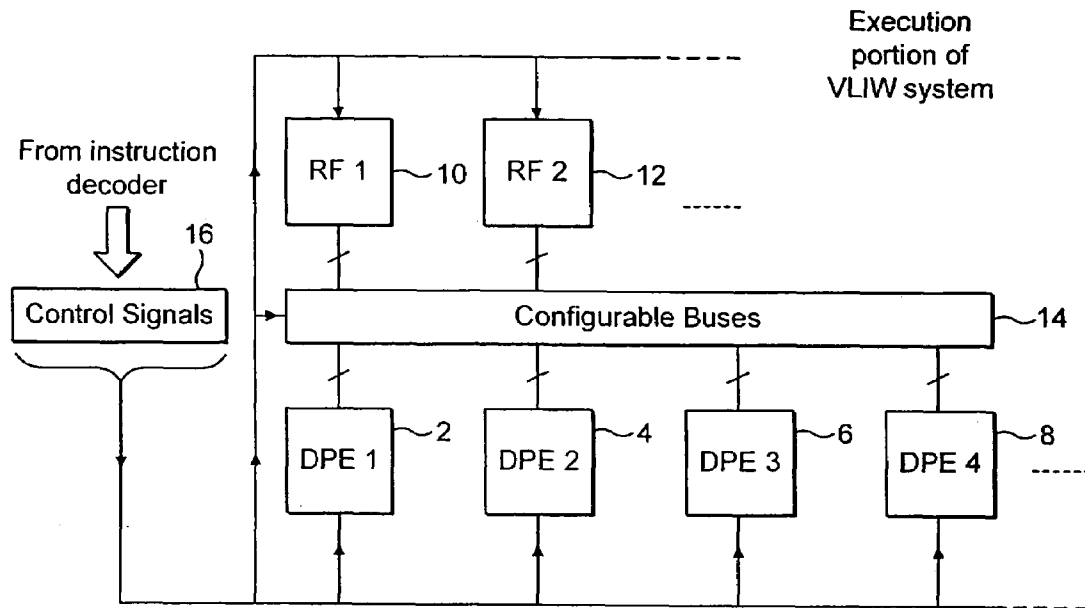 Execution
portion of
VLIW system
From instruction
decoder
16
Control Signals
RF 1
10
RF 2
12
Configurable Buses
14
DPE 1
2
DPE 2
4
DPE 3
6
DPE 4
8